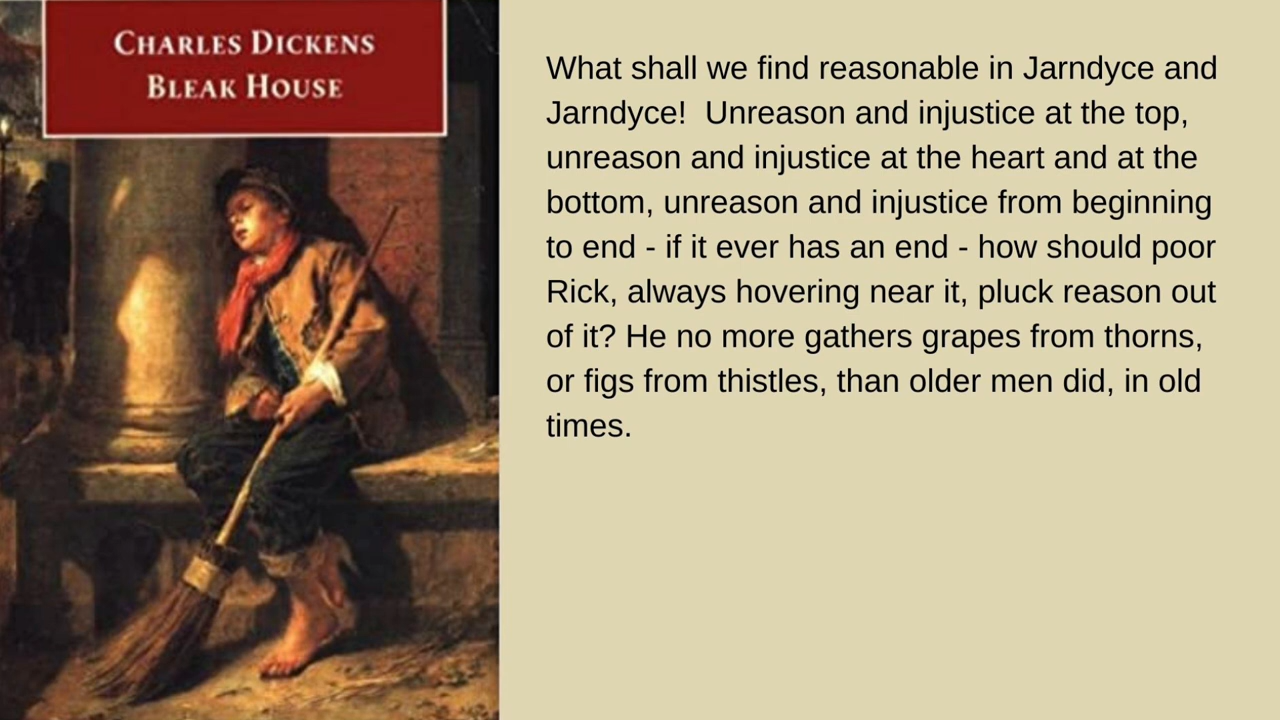 CHARLES DICKENS
BLEAK HOUSE
What shall we find reasonable in Jarndyce and
Jarndyce!  Unreason and injustice at the top,
unreason and injustice at the heart and at the
bottom, unreason and injustice from beginning
to end - if it ever has an end - how should poor
Rick, always hovering near it, pluck reason out
of it? He no more gathers grapes from thorns,
or figs from thistles, than older men did, in old
times.